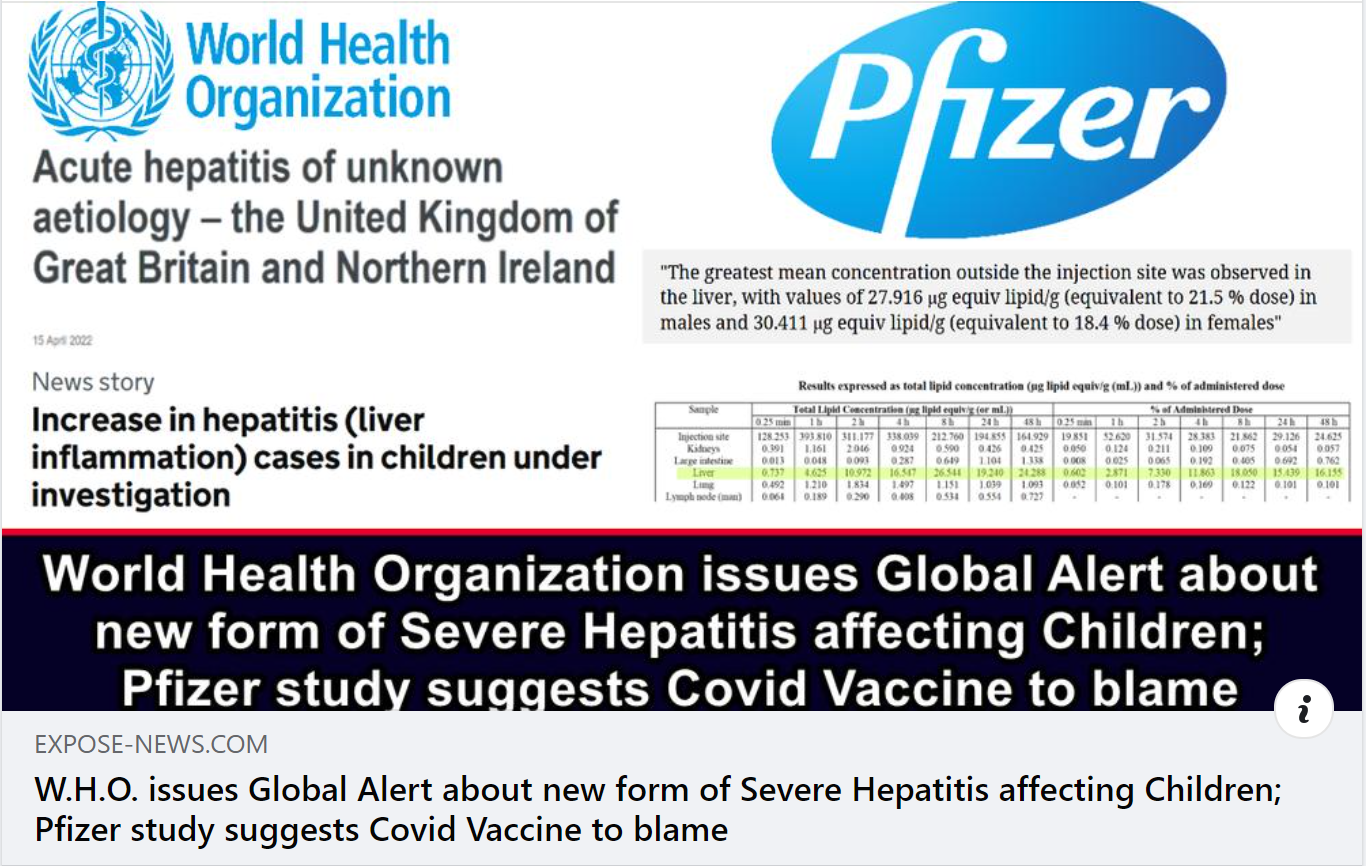 World Health
Organization
Pfizer
Acute hepatitis of unknown
aetiology – the United Kingdom of
Great Britain and Northern Ireland
15 April 2022
News story
Increase in hepatitis (liver
inflammation) cases in children under
investigation
"The greatest mean concentration outside the injection site was observed in
the liver, with values of 27.916 µg equiv lipid/g (equivalent to 21.5 % dose) in
males and 30.411 µg equiv lipid/g (equivalent to 18.4 % dose) in females"
Results expressed as total lipid concentration (µg lipid equiv/g (mL)) and % of administered dose
Sample Total Lipid Concentration (µg lipid equiv/g (or mL)) % of Administered Dose
0.25 min 1 h 2 h 4 h 8 h 24 h 48 h 0.25 min 1 h 2 h 4 h 8 h 24 h 48 h
Injection site 128.253 393.810 311.177 338.039 212.760 194.855 164.929 19.851 52.620 31.574 28.383 21.862 29.126 24.625
Kidneys 0.391 1.161 2.046 0.924 0.590 0.426 0.425 0.050 0.124 0.211 0.109 0.075 0.054 0.057
Large intestine 0.013 0.048 0.093 0.287 0.649 1.104 1.338 0.008 0.025 0.065 0.192 0.405 0.692 0.762
Liver 0.737 4.625 10.972 16.547 26.544 19.240 24.288 0.602 2.871 7.330 11.863 18.050 15.439 16.155
Lung 0.492 1.210 1.834 1.497 1.151 1.039 1.093 0.052 0.101 0.178 0.169 0.122 0.101 0.101
Lymph node (man) 0.064 0.189 0.290 0.408 0.534 0.554 0.727 - - - - - - -
World Health Organization issues Global Alert about
new form of Severe Hepatitis affecting Children;
Pfizer study suggests Covid Vaccine to blame
i
EXPOSE-NEWS.COM
W.H.O. issues Global Alert about new form of Severe Hepatitis affecting Children;
Pfizer study suggests Covid Vaccine to blame